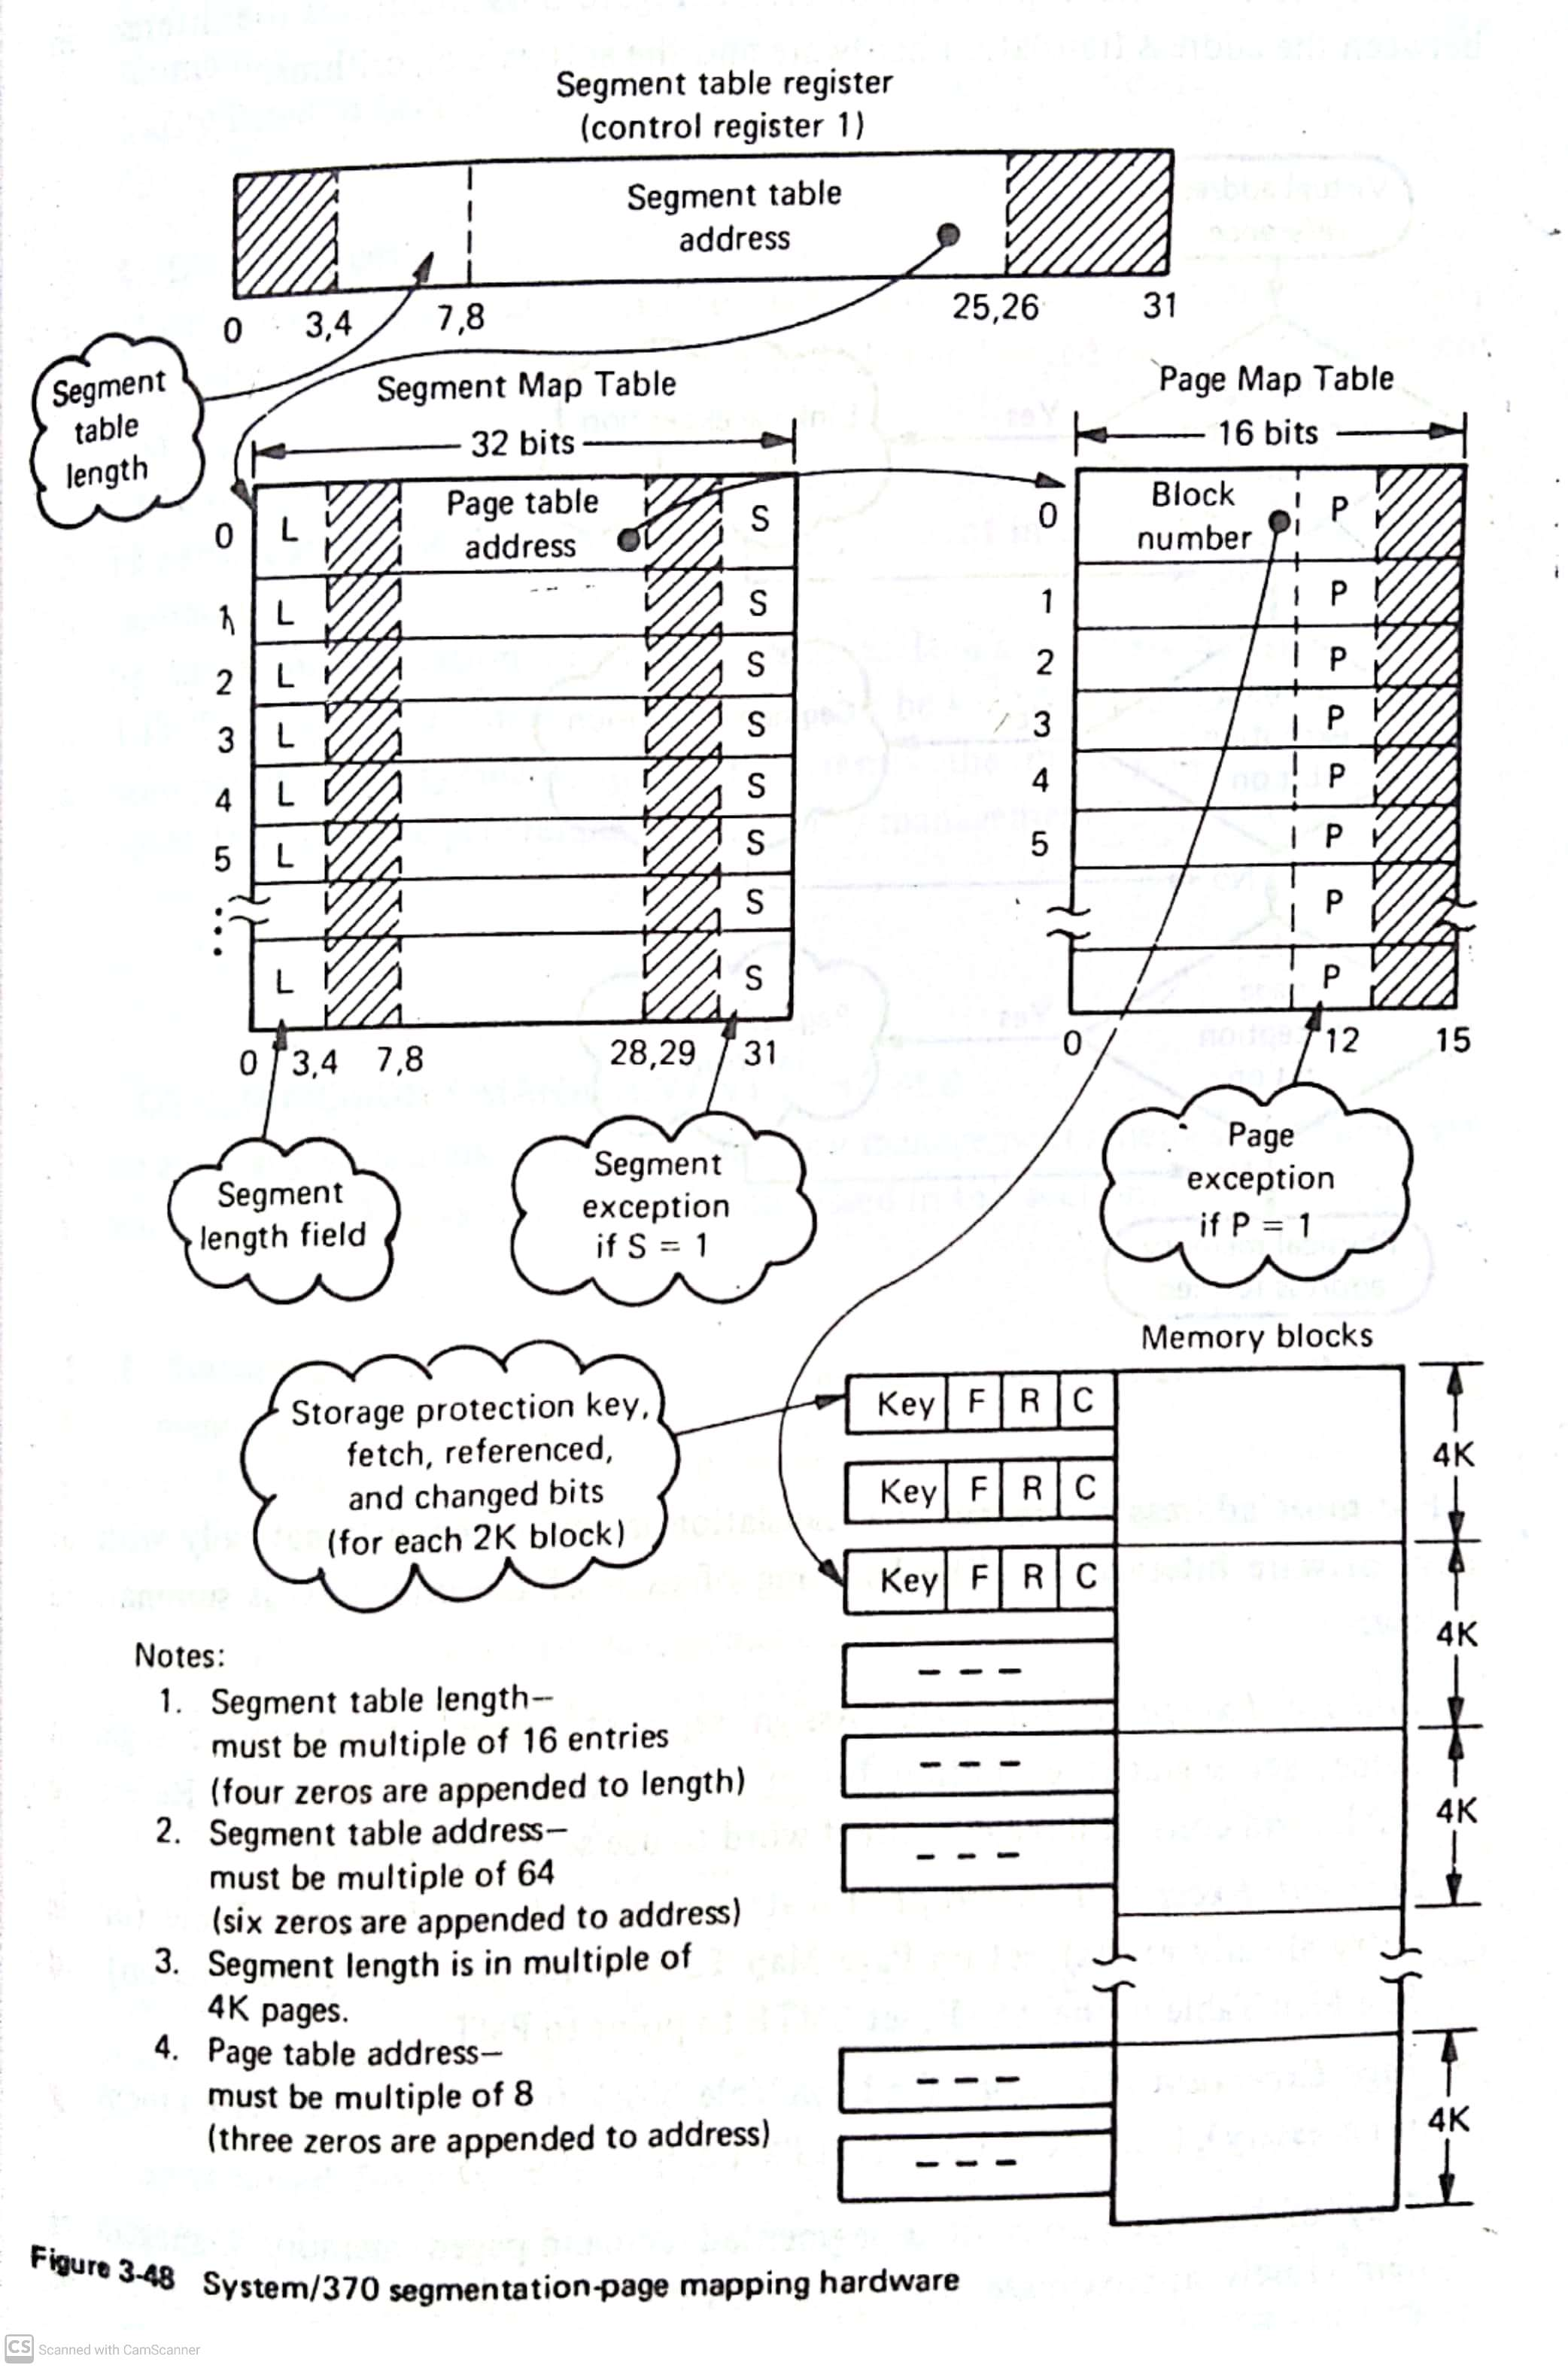 Segment table register
(control register 1)
Segment table
address
0 3,4 7,8 25,26 31
Segment
table
length
Segment Map Table
32 bits
0 L Page table address S
1 L S
2 L S
3 L S
4 L S
5 L S
S
L S
0 3,4 7,8 28,29 31
Page Map Table
16 bits
0 Block number P
1 P
2 P
3 P
4 P
5 P
P
P
0 12 15
Segment
length field
Segment
exception
if S = 1
Page
exception
if P = 1
Memory blocks
Storage protection key,
fetch, referenced,
and changed bits
(for each 2K block)
Key F R C
Key F R C
Key F R C
– – –
– – –
– – –
– – –
– – –
4K
4K
4K
4K
Notes:
1. Segment table length–
must be multiple of 16 entries
(four zeros are appended to length)
2. Segment table address–
must be multiple of 64
(six zeros are appended to address)
3. Segment length is in multiple of
4K pages.
4. Page table address–
must be multiple of 8
(three zeros are appended to address)
Figure 3-48 System/370 segmentation-page mapping hardware
CS Scanned with CamScanner